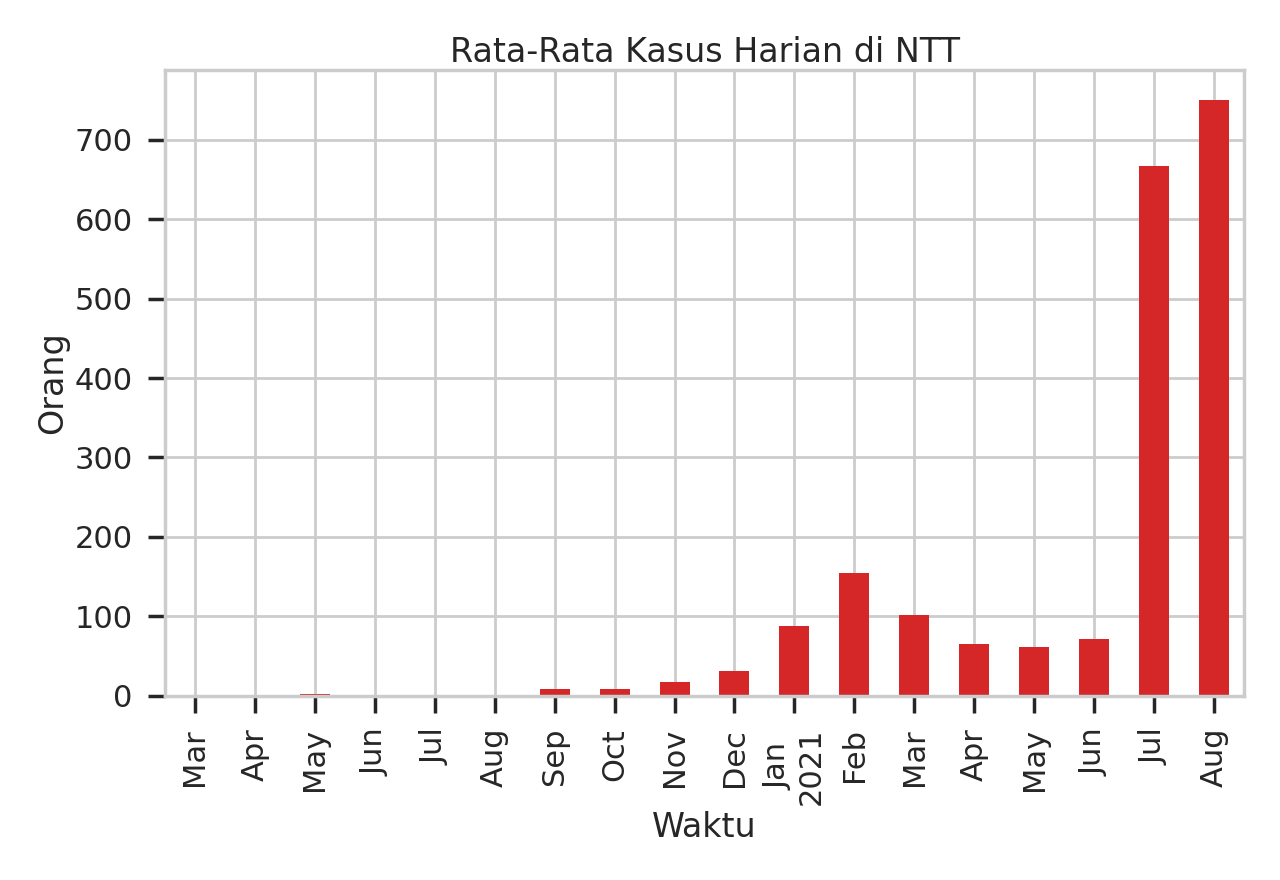 Rata-Rata Kasus Harian di NTT
Orang
700
600
500
400
300
200
100
0
Mar
Apr
May
Jun
Jul
Aug
Sep
Oct
Nov
Dec
Jan
2021
Feb
Mar
Apr
May
Jun
Jul
Aug
Waktu